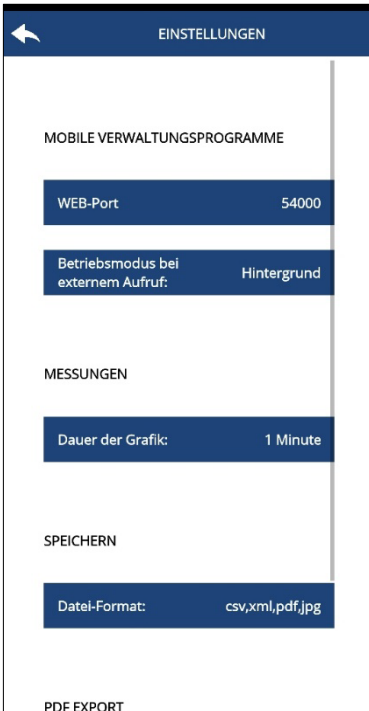 EINSTELLUNGEN
MOBILE VERWALTUNGSPROGRAMME
WEB-Port 54000
Betriebsmodus bei
externem Aufruf: Hintergrund
MESSUNGEN
Dauer der Grafik: 1 Minute
SPEICHERN
Datei-Format: csv,xml,pdf,jpg
PDF EXPORT